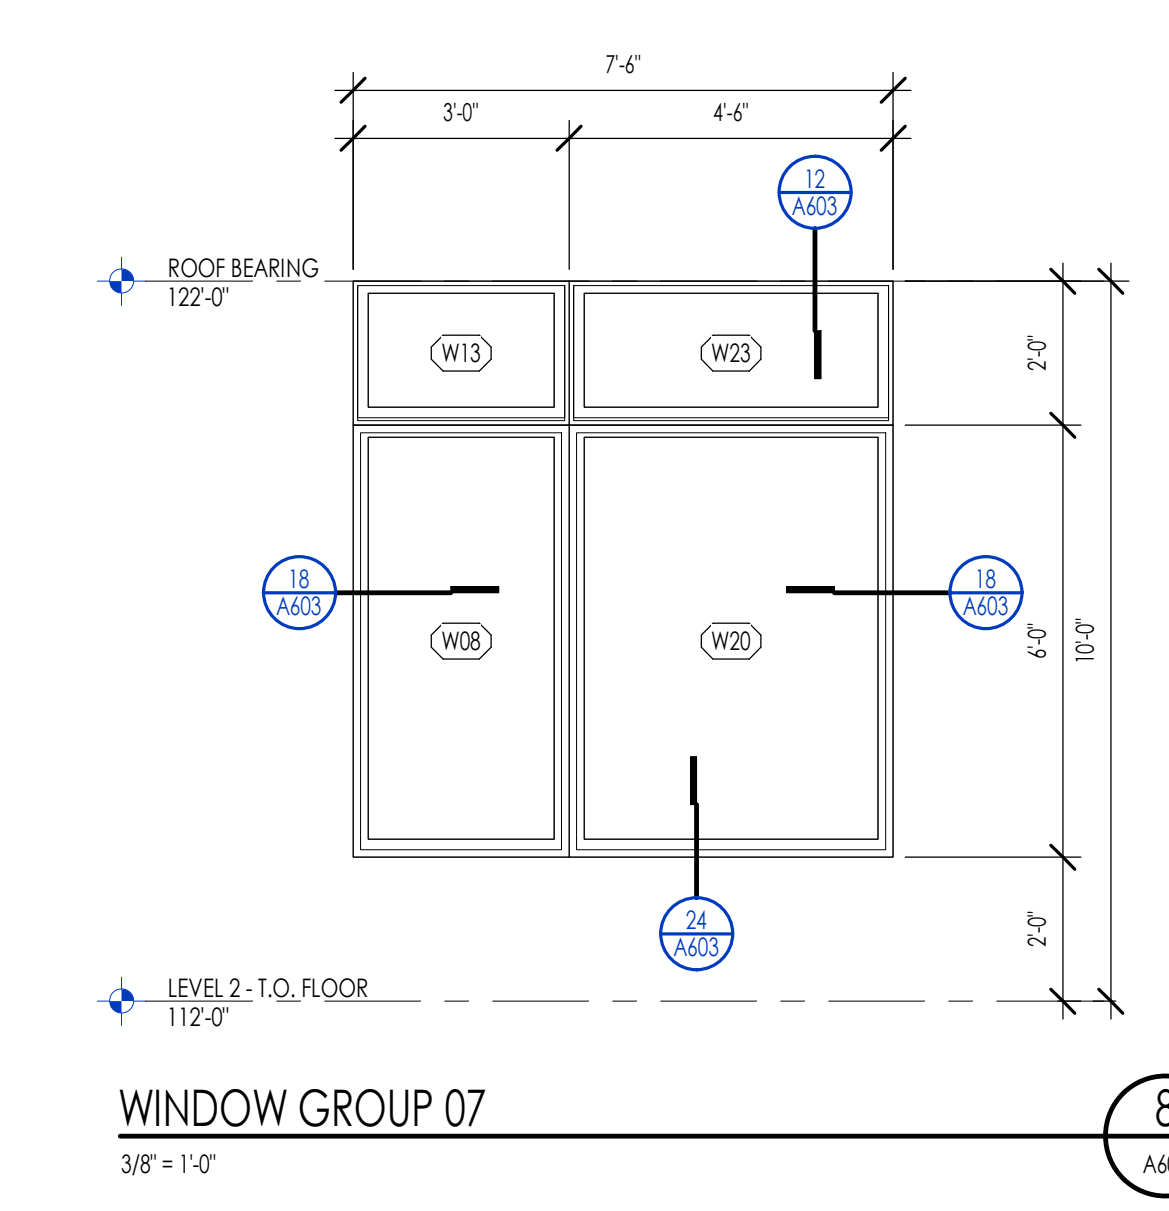 7'-6"
3'-0"
4'-6"
12
A603
ROOF BEARING
122'-0"
W13
W23
2'-0"
18
A603
18
A603
W08
W20
6'-0"
10'-0"
24
A603
2'-0"
LEVEL 2 - T.O. FLOOR
112'-0"
WINDOW GROUP 07
8
3/8" = 1'-0"